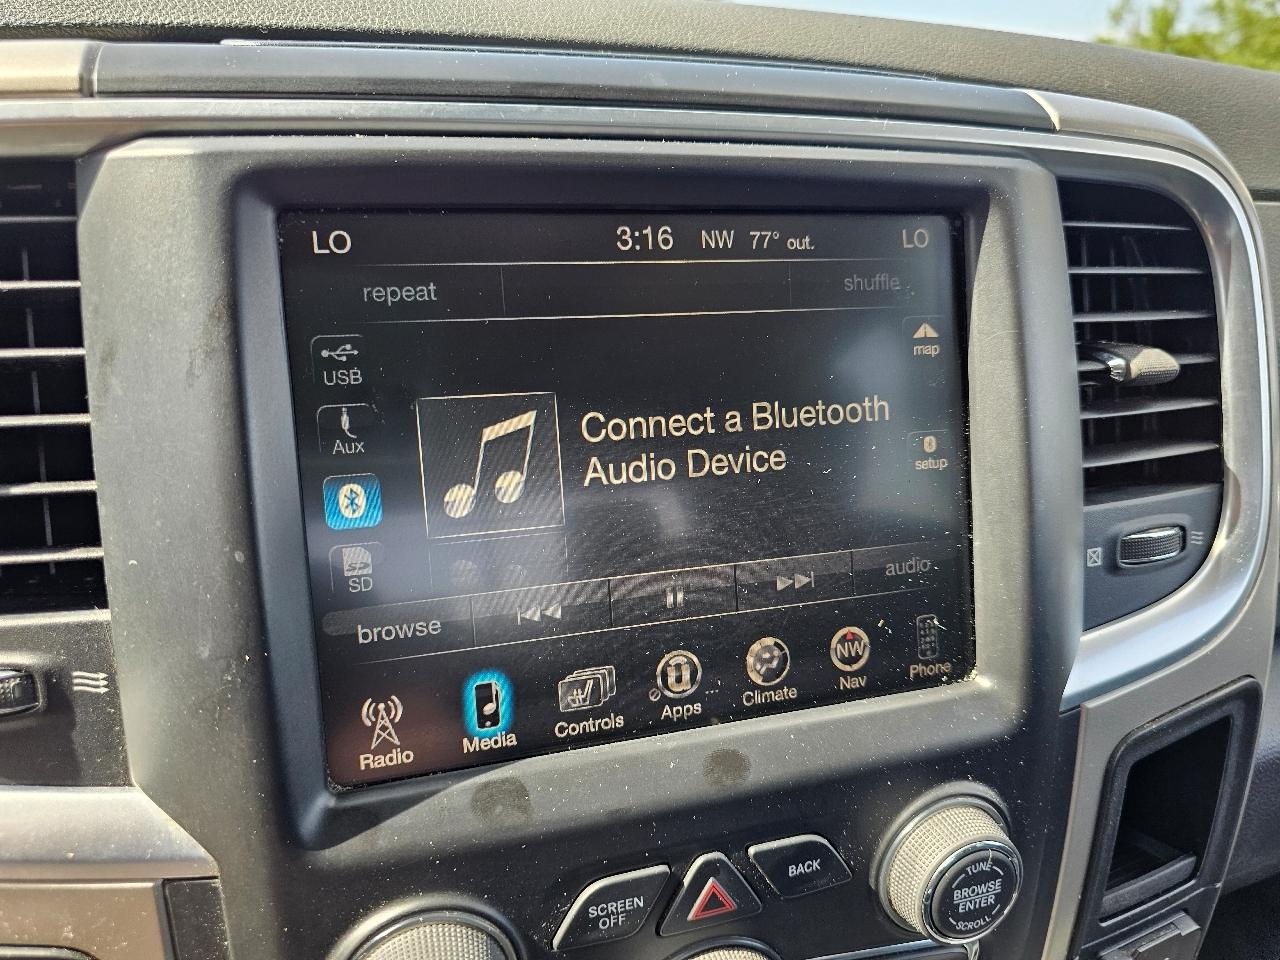 LO 3:16 NW 77° out. LO
repeat shuffle
USB
map
Aux
Connect a Bluetooth
Audio Device
setup
SD
browse audio
Radio Media Controls Apps Climate NW Nav Phone
SCREEN
OFF
BACK
TUNE
BROWSE
ENTER
SCROLL